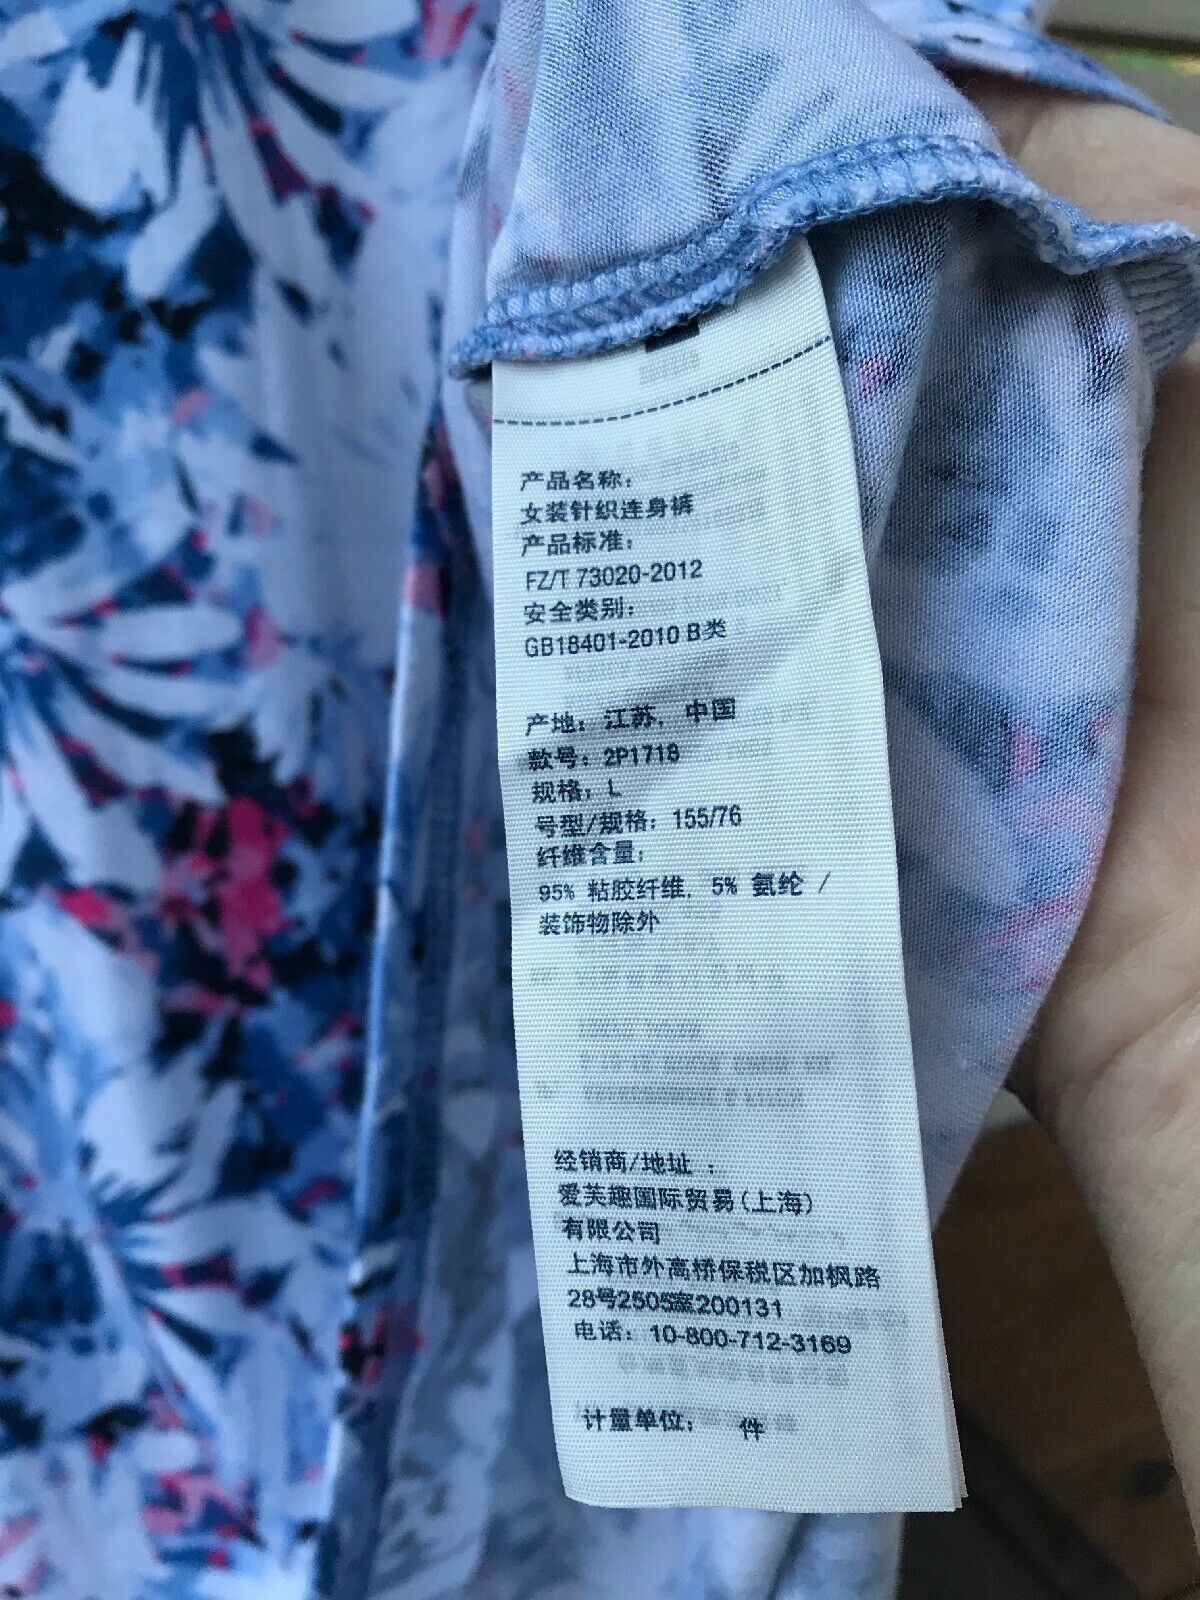 产品名称：
女装针织连身裤
产品标准：
FZ/T 73020-2012
安全类别：
GB18401-2010 B类
产地：江苏，中国
款号：2P1718
规格：L
号型/规格：155/76
纤维含量：
95% 粘胶纤维，5% 氨纶 /
装饰物除外
经销商/地址 ：
爱芙趣国际贸易(上海)
有限公司
上海市外高桥保税区加枫路
28号2505室200131
电话：10-800-712-3169
计量单位： 件